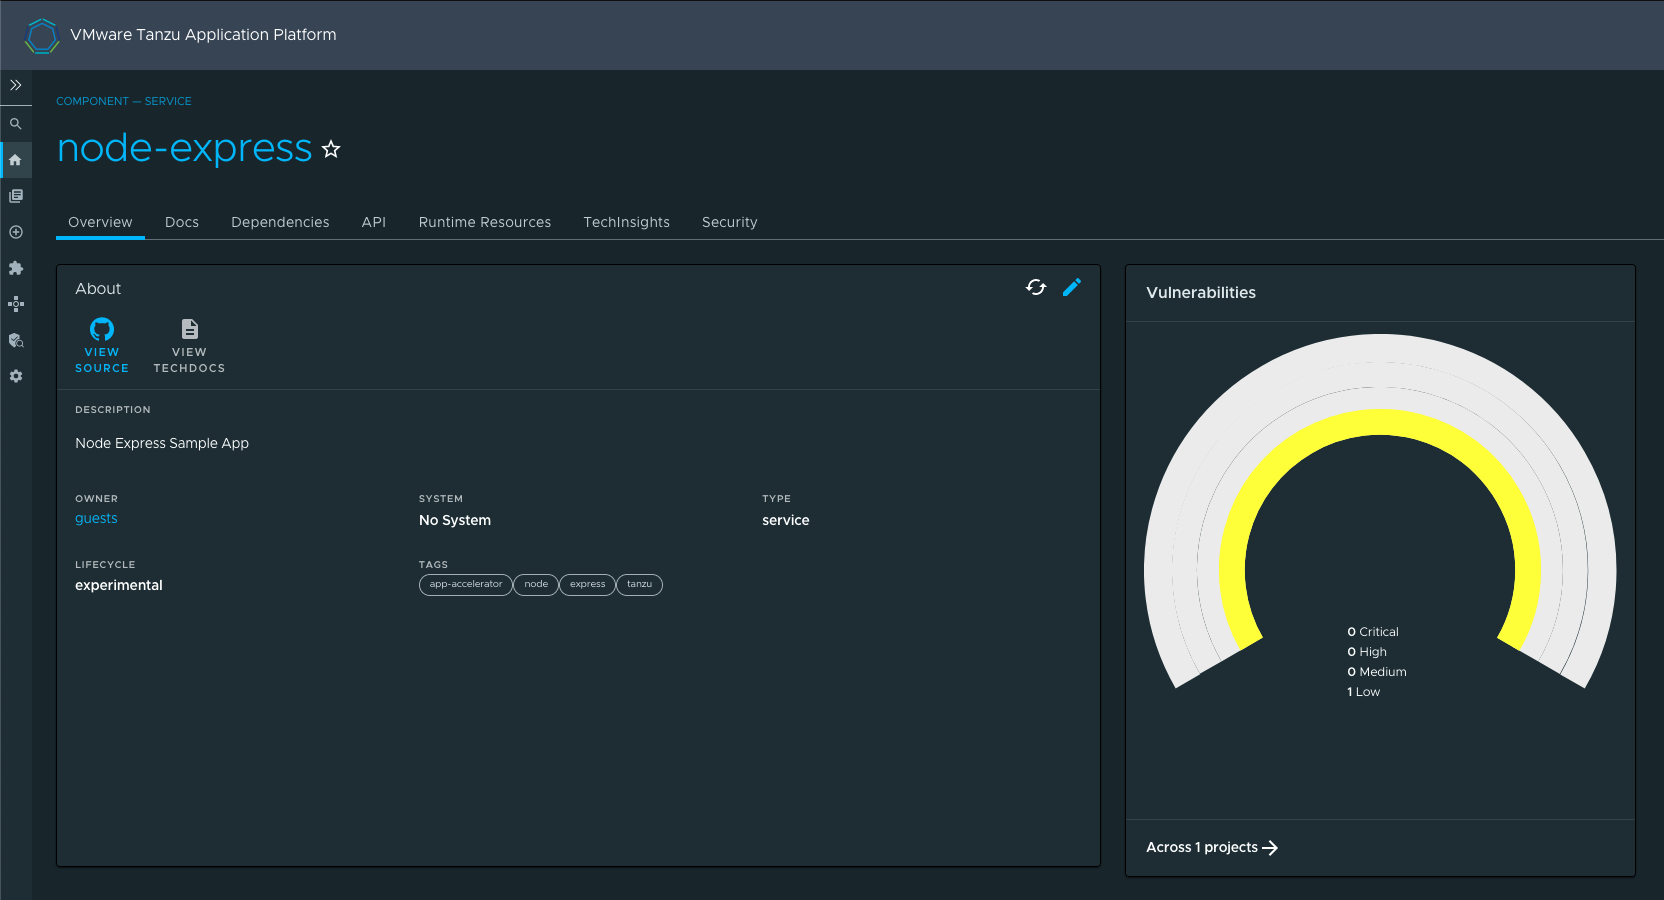 VMware Tanzu Application Platform
COMPONENT — SERVICE
node-express
Overview Docs Dependencies API Runtime Resources TechInsights Security
About
VIEW SOURCE
VIEW TECHDOCS
DESCRIPTION
Node Express Sample App
OWNER
guests
SYSTEM
No System
TYPE
service
LIFECYCLE
experimental
TAGS
app-accelerator node express tanzu
Vulnerabilities
0 Critical
0 High
0 Medium
1 Low
Across 1 projects